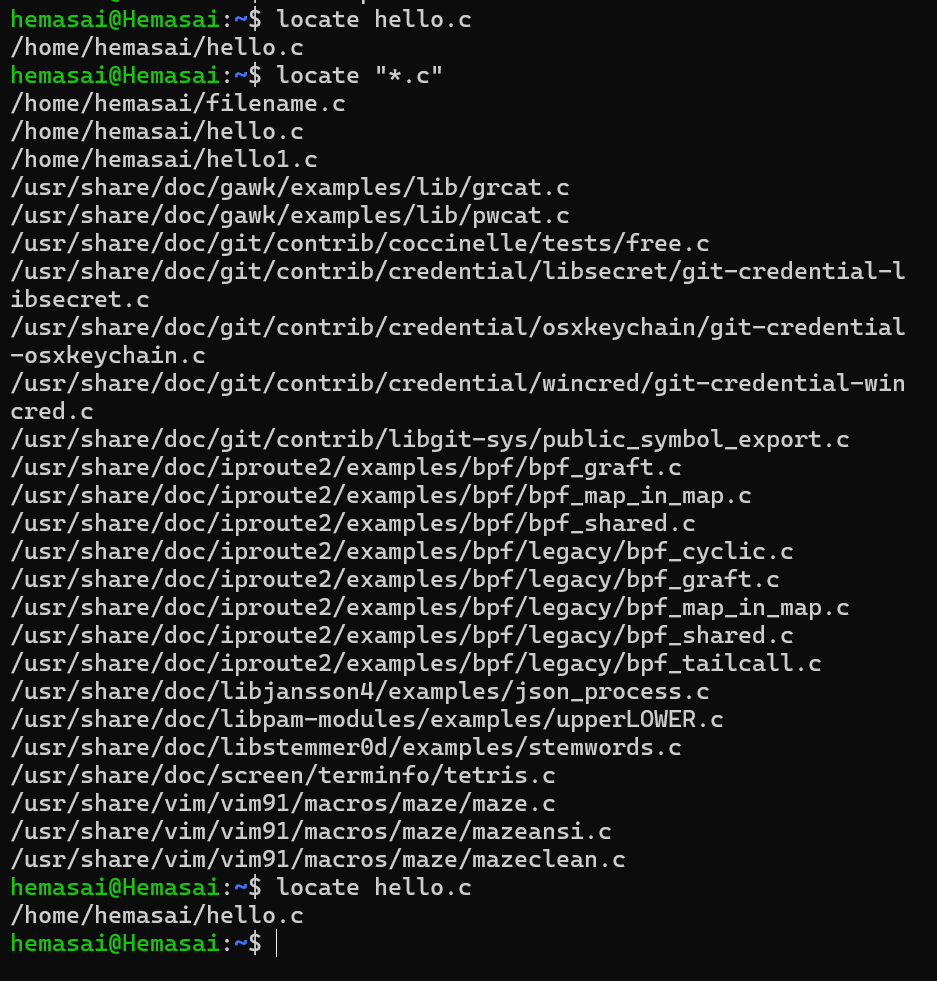 hemasai@Hemasai:~$ locate hello.c
/home/hemasai/hello.c
hemasai@Hemasai:~$ locate "*.c"
/home/hemasai/filename.c
/home/hemasai/hello.c
/home/hemasai/hello1.c
/usr/share/doc/gawk/examples/lib/grcat.c
/usr/share/doc/gawk/examples/lib/pwcat.c
/usr/share/doc/git/contrib/coccinelle/tests/free.c
/usr/share/doc/git/contrib/credential/libsecret/git-credential-l
ibsecret.c
/usr/share/doc/git/contrib/credential/osxkeychain/git-credential
-osxkeychain.c
/usr/share/doc/git/contrib/credential/wincred/git-credential-win
cred.c
/usr/share/doc/git/contrib/libgit-sys/public_symbol_export.c
/usr/share/doc/iproute2/examples/bpf/bpf_graft.c
/usr/share/doc/iproute2/examples/bpf/bpf_map_in_map.c
/usr/share/doc/iproute2/examples/bpf/bpf_shared.c
/usr/share/doc/iproute2/examples/bpf/legacy/bpf_cyclic.c
/usr/share/doc/iproute2/examples/bpf/legacy/bpf_graft.c
/usr/share/doc/iproute2/examples/bpf/legacy/bpf_map_in_map.c
/usr/share/doc/iproute2/examples/bpf/legacy/bpf_shared.c
/usr/share/doc/iproute2/examples/bpf/legacy/bpf_tailcall.c
/usr/share/doc/libjansson4/examples/json_process.c
/usr/share/doc/libpam-modules/examples/upperLOWER.c
/usr/share/doc/libstemmer0d/examples/stemwords.c
/usr/share/doc/screen/terminfo/tetris.c
/usr/share/vim/vim91/macros/maze/maze.c
/usr/share/vim/vim91/macros/maze/mazeansi.c
/usr/share/vim/vim91/macros/maze/mazeclean.c
hemasai@Hemasai:~$ locate hello.c
/home/hemasai/hello.c
hemasai@Hemasai:~$